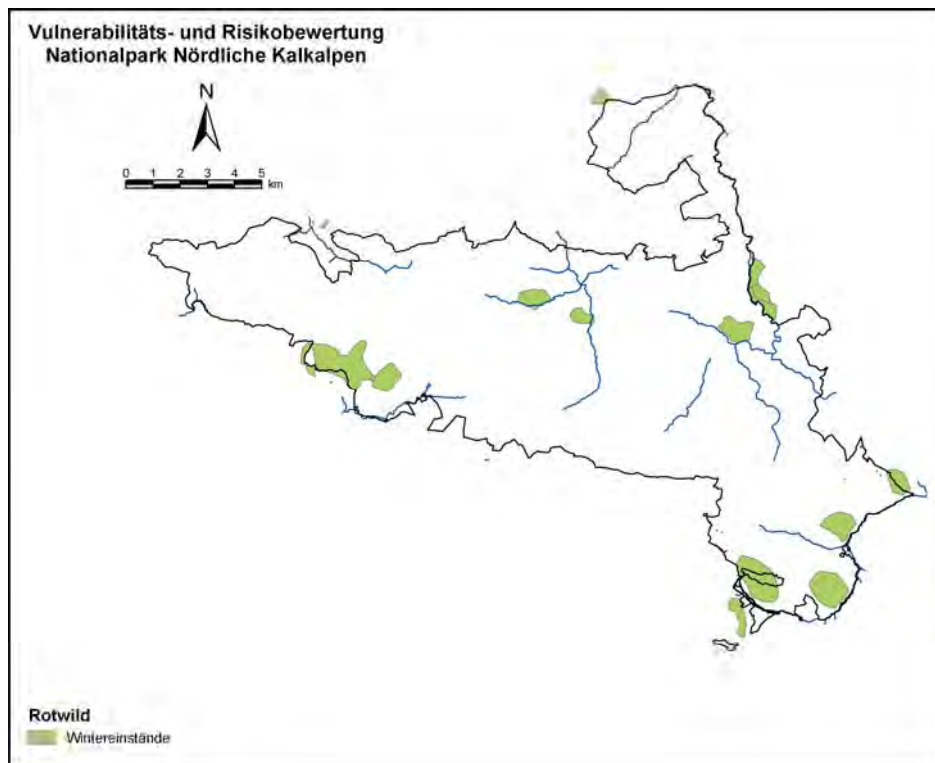 Vulnerabilitäts- und Risikobewertung
Nationalpark Nördliche Kalkalpen
N
0 1 2 3 4 5
km
Rotwild
Wintereinstände